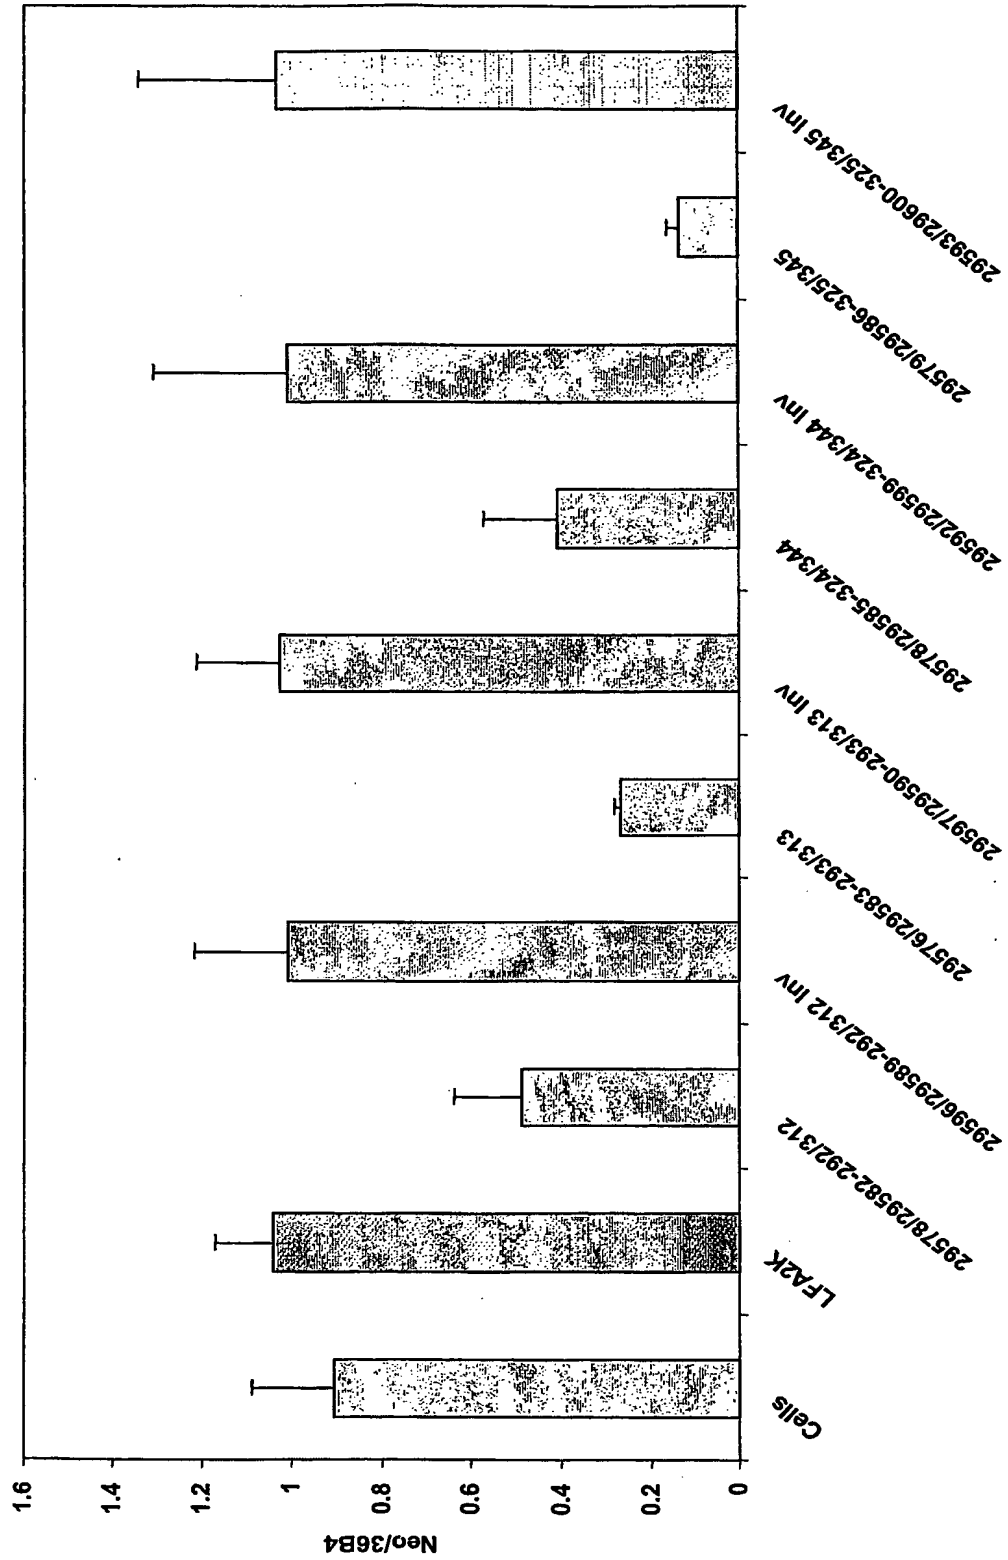 Neo/36B4
1.6
1.4
1.2
1
0.8
0.6
0.4
0.2
0
Cells
LFA2K
29578/29582-292/312
29596/29589-292/312 Inv
29576/29583-293/313
29597/29590-293/313 Inv
29578/29585-324/344
29592/29599-324/344 Inv
29579/29586-325/345
29593/29600-325/345 Inv